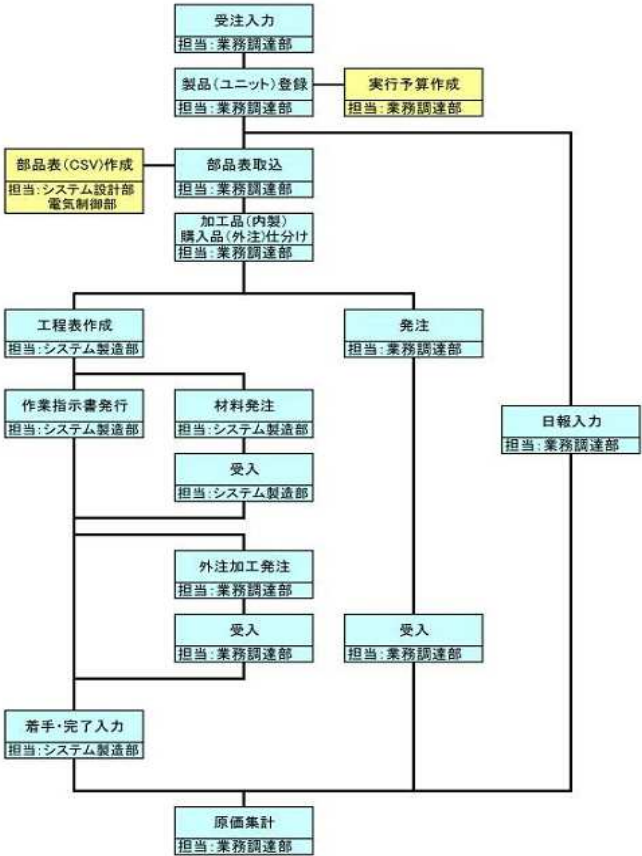 受注入力
担当:業務調達部
製品(ユニット)登録
担当:業務調達部
実行予算作成
担当:業務調達部
部品表(CSV)作成
担当:システム設計部
電気制御部
部品表取込
担当:業務調達部
加工品(内製)
購入品(外注)仕分け
担当:業務調達部
工程表作成
担当:システム製造部
発注
担当:業務調達部
作業指示書発行
担当:システム製造部
材料発注
担当:システム製造部
日報入力
担当:業務調達部
受入
担当:システム製造部
外注加工発注
担当:業務調達部
受入
担当:業務調達部
受入
担当:業務調達部
着手・完了入力
担当:システム製造部
原価集計
担当:業務調達部